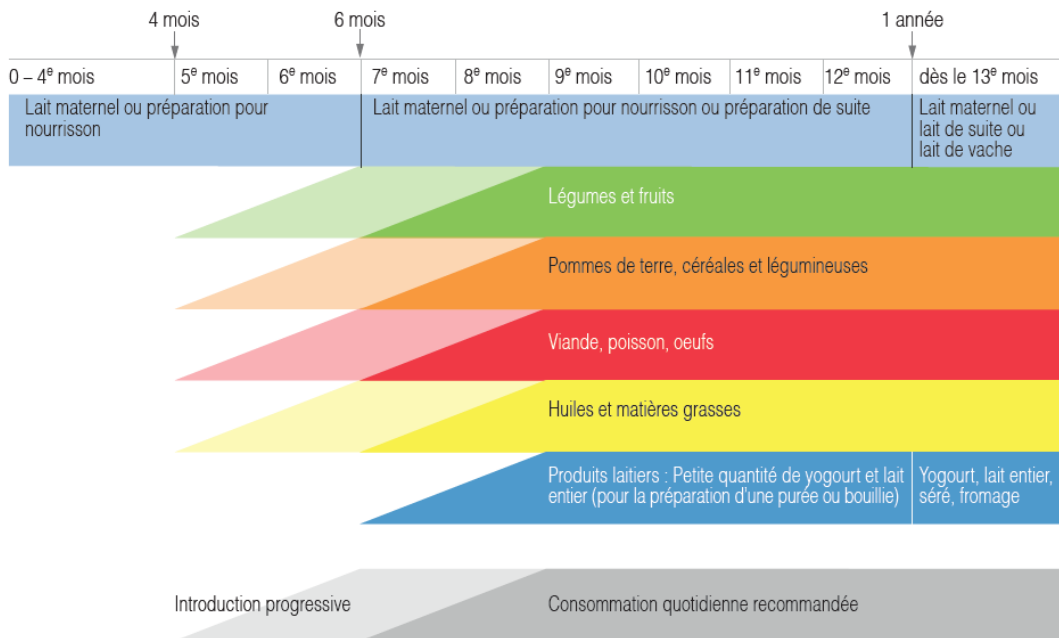 4 mois
6 mois
1 année
0 – 4e mois
5e mois
6e mois
7e mois
8e mois
9e mois
10e mois
11e mois
12e mois
dès le 13e mois
Lait maternel ou préparation pour
nourrisson
Lait maternel ou préparation pour nourrisson ou préparation de suite
Lait maternel ou
lait de suite ou
lait de vache
Légumes et fruits
Pommes de terre, céréales et légumineuses
Viande, poisson, oeufs
Huiles et matières grasses
Produits laitiers : Petite quantité de yogourt et lait
entier (pour la préparation d'une purée ou bouillie)
Yogourt, lait entier,
séré, fromage
Introduction progressive
Consommation quotidienne recommandée